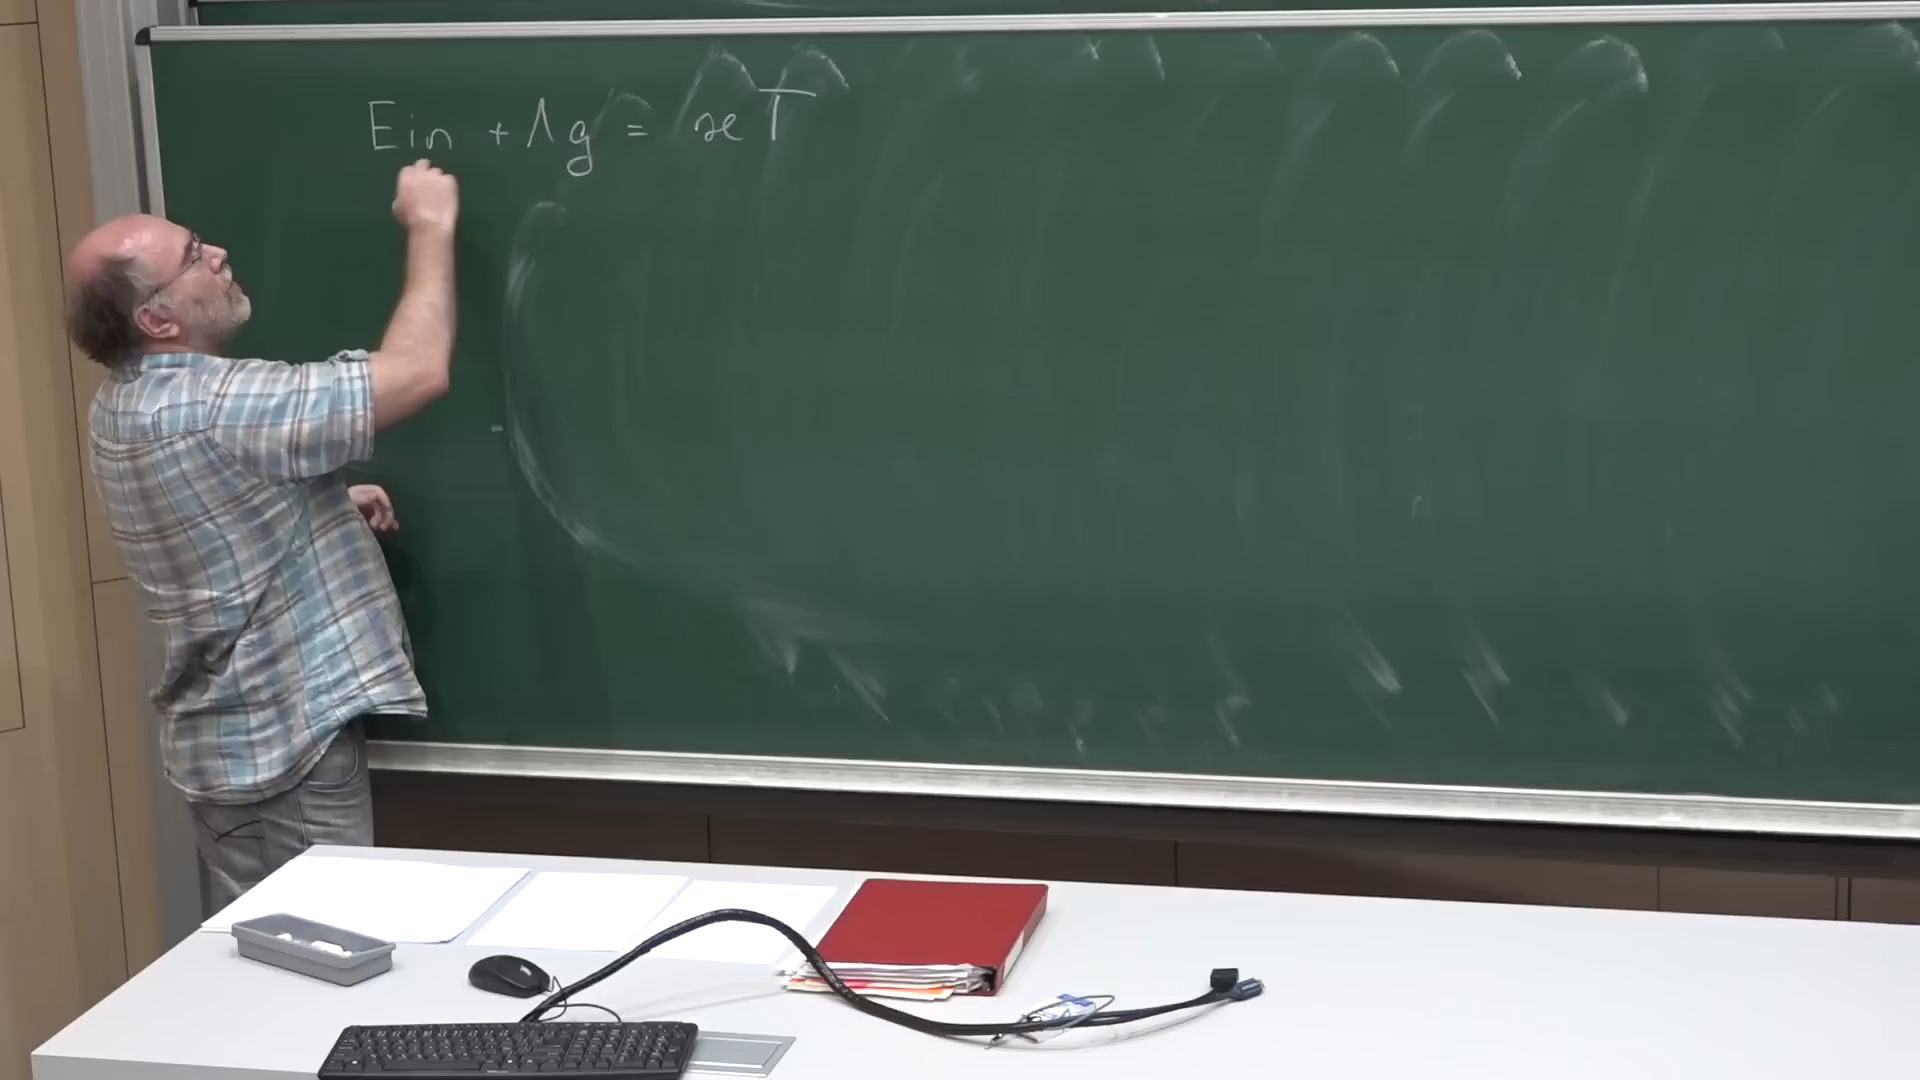 Ein + Λg = ϰT